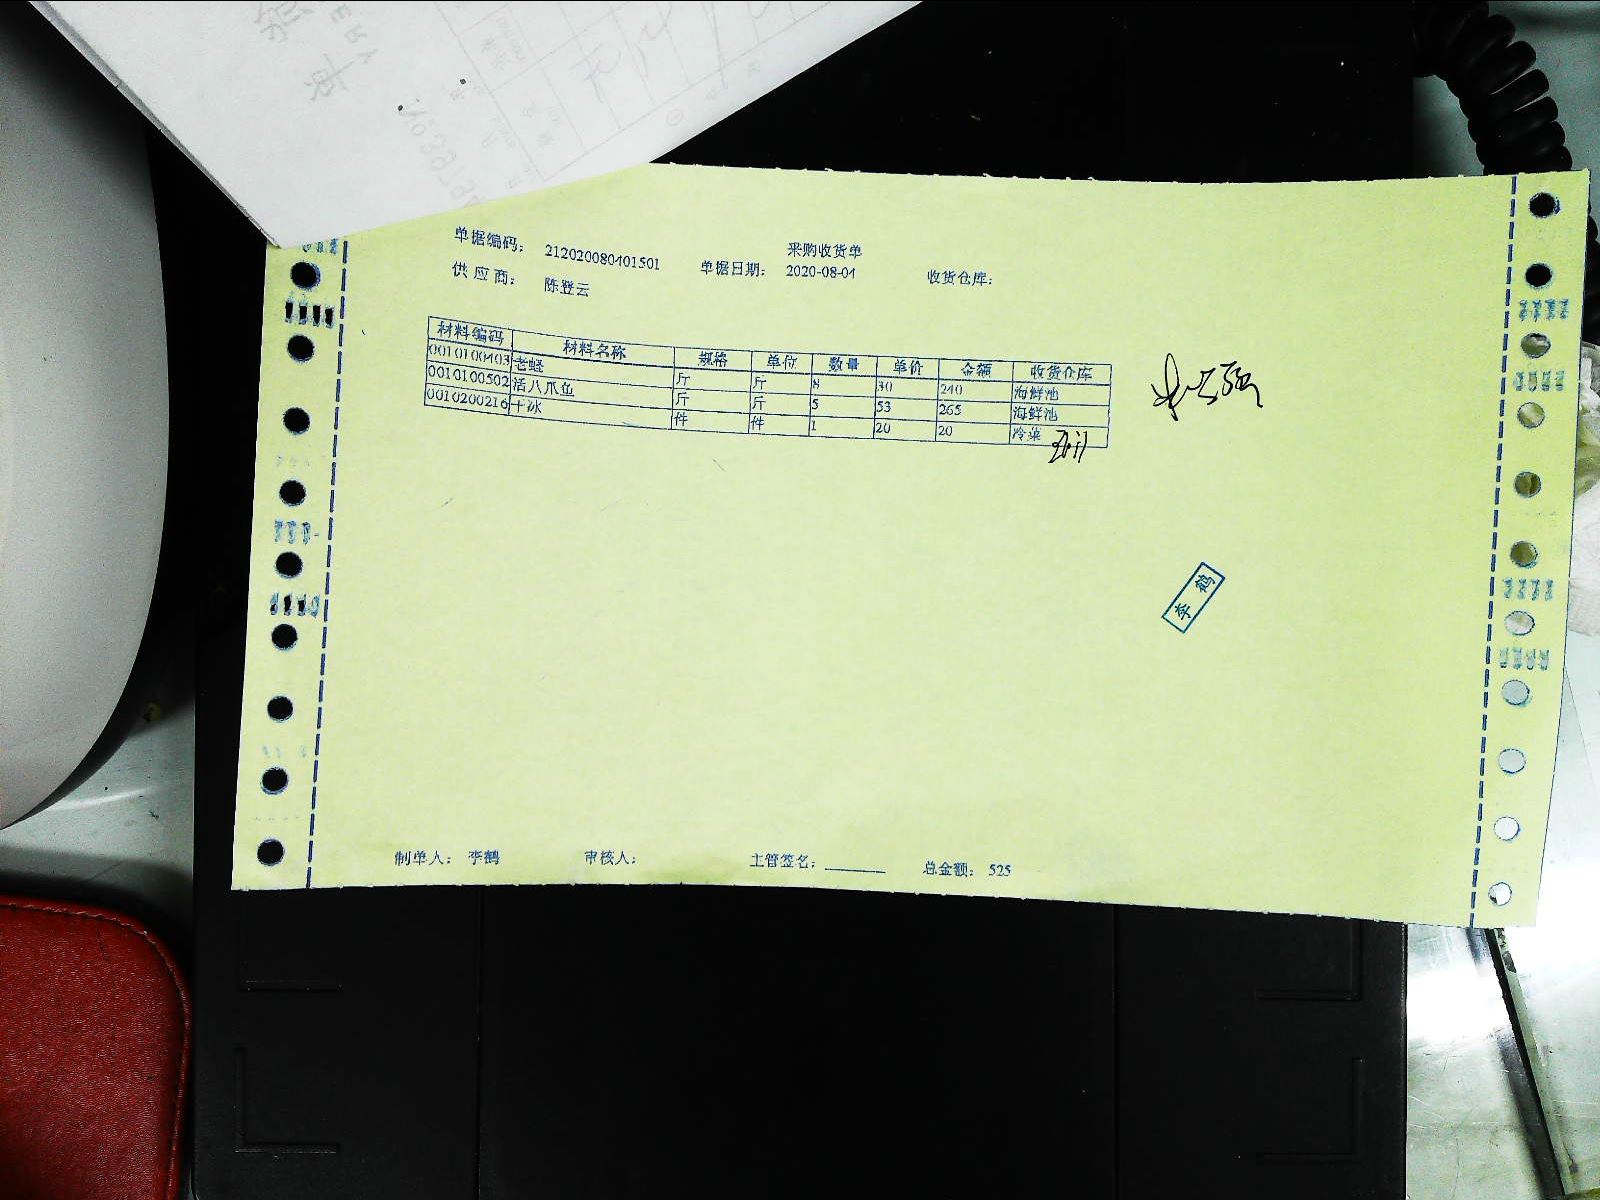 采购收货单
单据编码: 212020080401501 单据日期: 2020-08-04 收货仓库:
供应商: 陈登云
材料编码 材料名称 规格 单位 数量 单价 金额 收货仓库
0010100403 老蛏 斤 斤 8 30 240 海鲜池
0010100502 活八爪鱼 斤 斤 5 53 265 海鲜池
0010200216 干冰 件 件 1 20 20 冷菜
李鹤
制单人: 李鹤 审核人: 主管签名: 总金额: 525